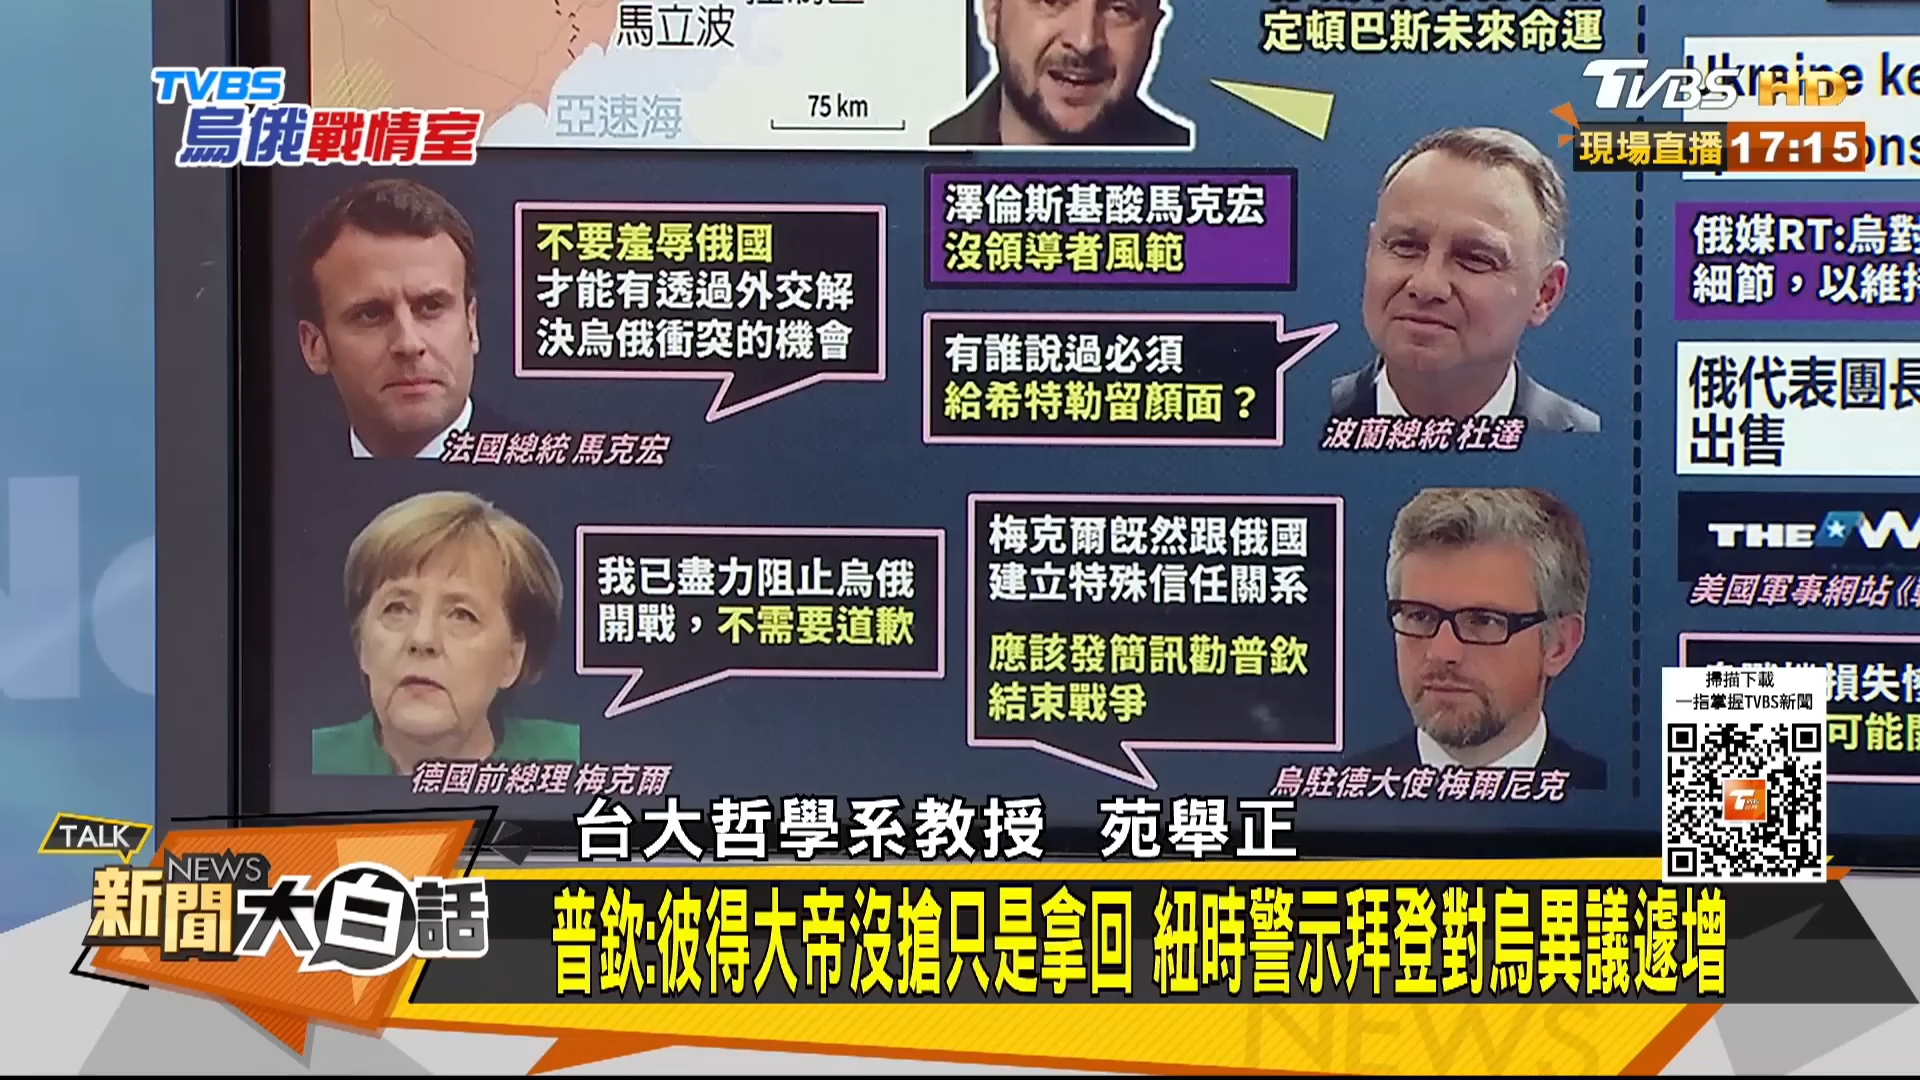 馬立波
亞速海
75 km
TVBS
烏俄戰情室
定頓巴斯未來命運
Ukraine ke
TVBS HD
現場直播 17:15
不要羞辱俄國
才能有透過外交解
決烏俄衝突的機會
法國總統 馬克宏
澤倫斯基酸馬克宏
沒領導者風範
有誰說過必須
給希特勒留顏面？
波蘭總統 杜達
俄媒RT:烏對
細節，以維持
俄代表團長
出售
THE W
美國軍事網站《戰
我已盡力阻止烏俄
開戰，不需要道歉
德國前總理 梅克爾
梅克爾既然跟俄國
建立特殊信任關系
應該發簡訊勸普欽
結束戰爭
烏駐德大使 梅爾尼克
損失慘
可能
掃描下載
一指掌握TVBS新聞
台大哲學系教授 苑舉正
TALK
NEWS
新聞大白話
普欽:彼得大帝沒搶只是拿回 紐時警示拜登對烏異議遽增
NEWS